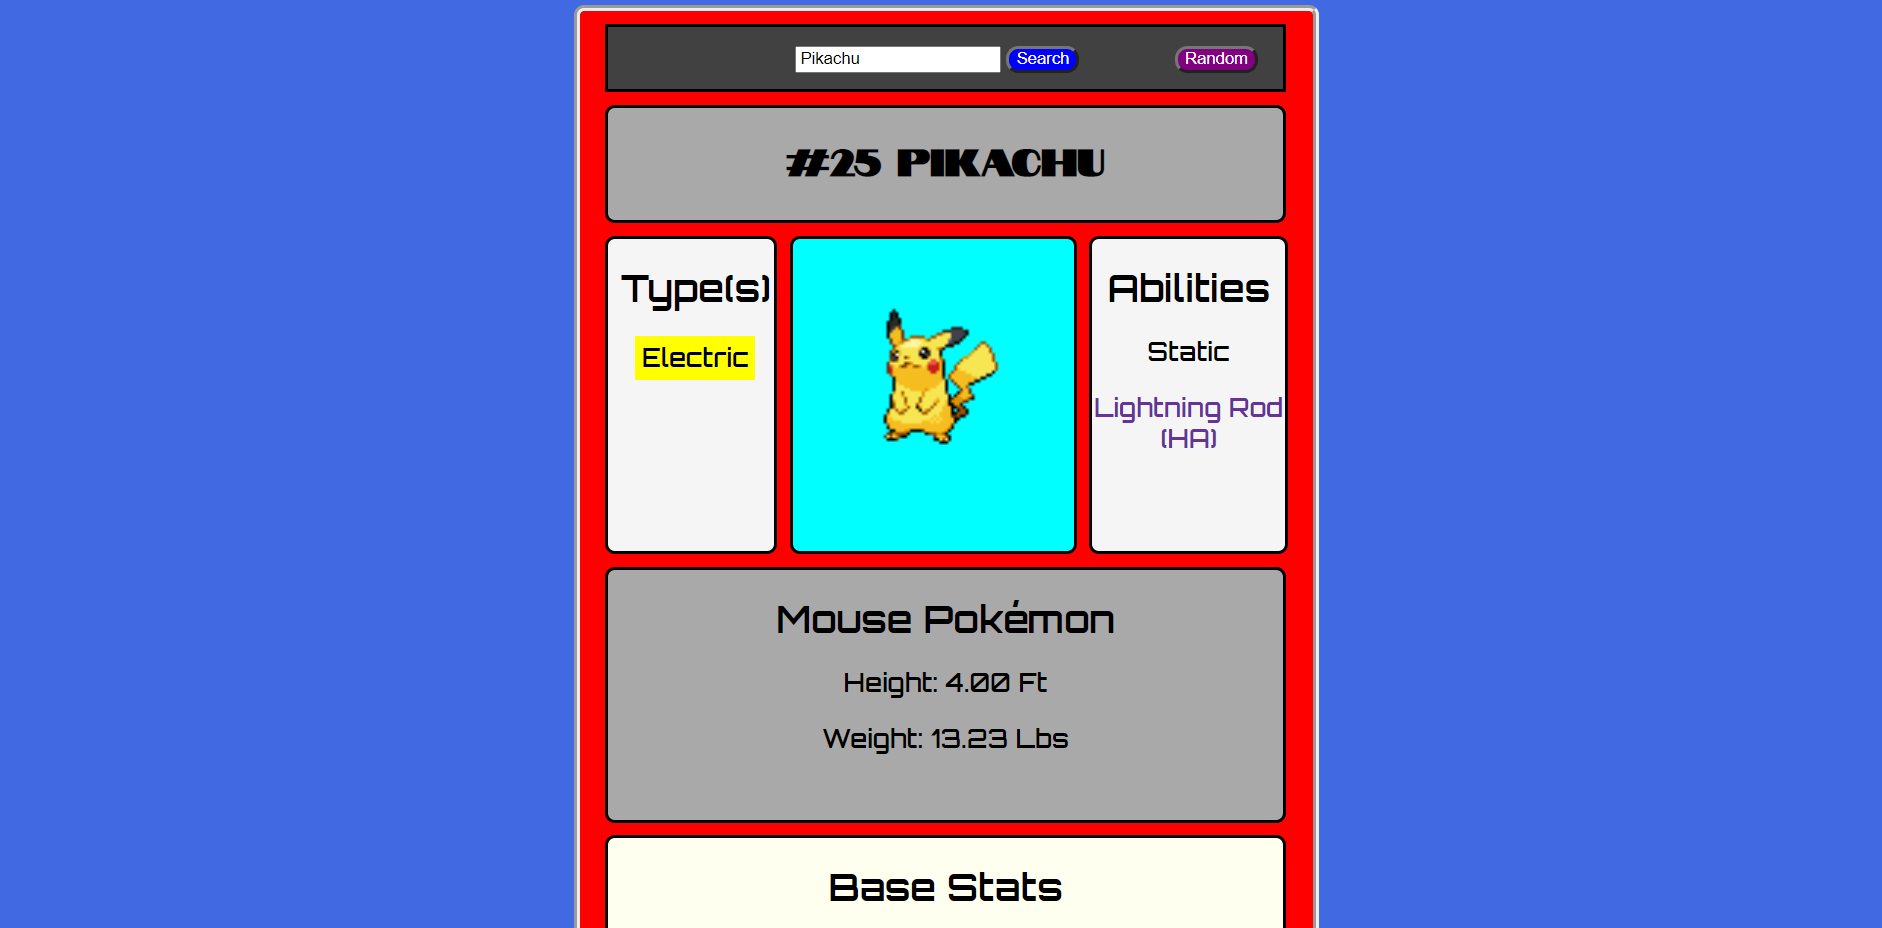 Pikachu Search Random
#25 PIKACHU
Type(s)
Electric
Abilities
Static
Lightning Rod
(HA)
Mouse Pokémon
Height: 4.00 Ft
Weight: 13.23 Lbs
Base Stats